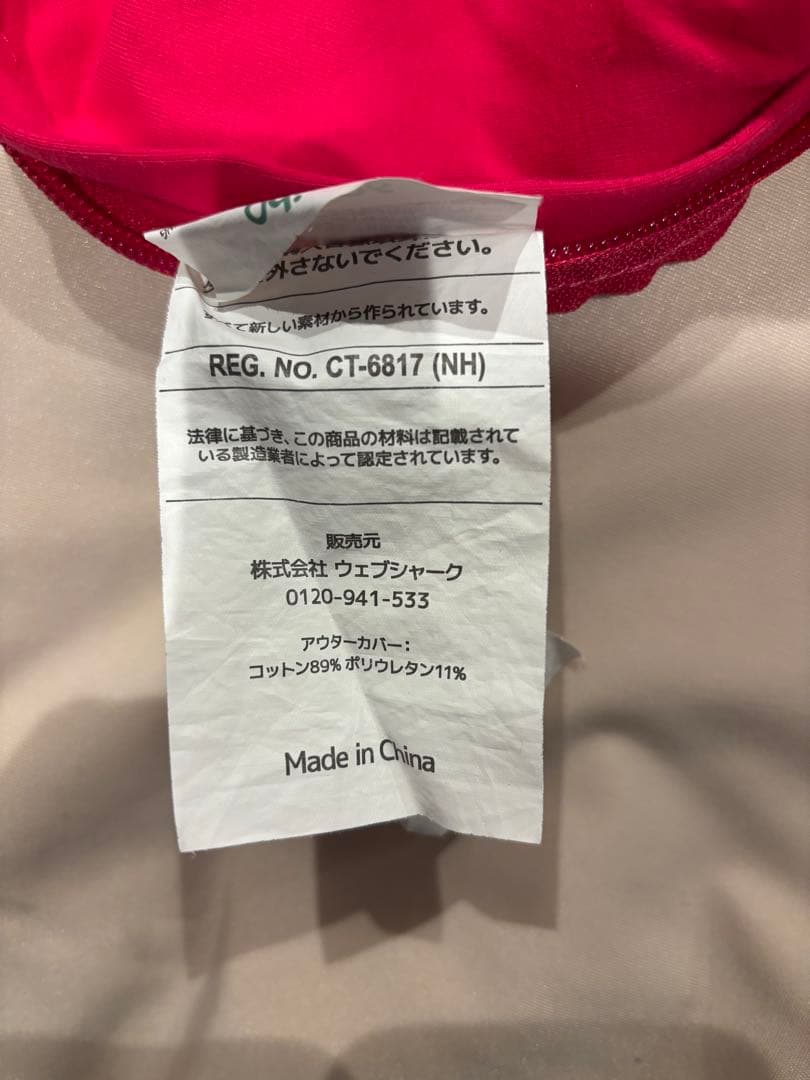 外さないでください。
て新しい素材から作られています。
REG. NO. CT-6817 (NH)
法律に基づき、この商品の材料は記載されて
いる製造業者によって認定されています。
販売元
株式会社 ウェブシャーク
0120-941-533
アウターカバー：
コットン89% ポリウレタン11%
Made in China